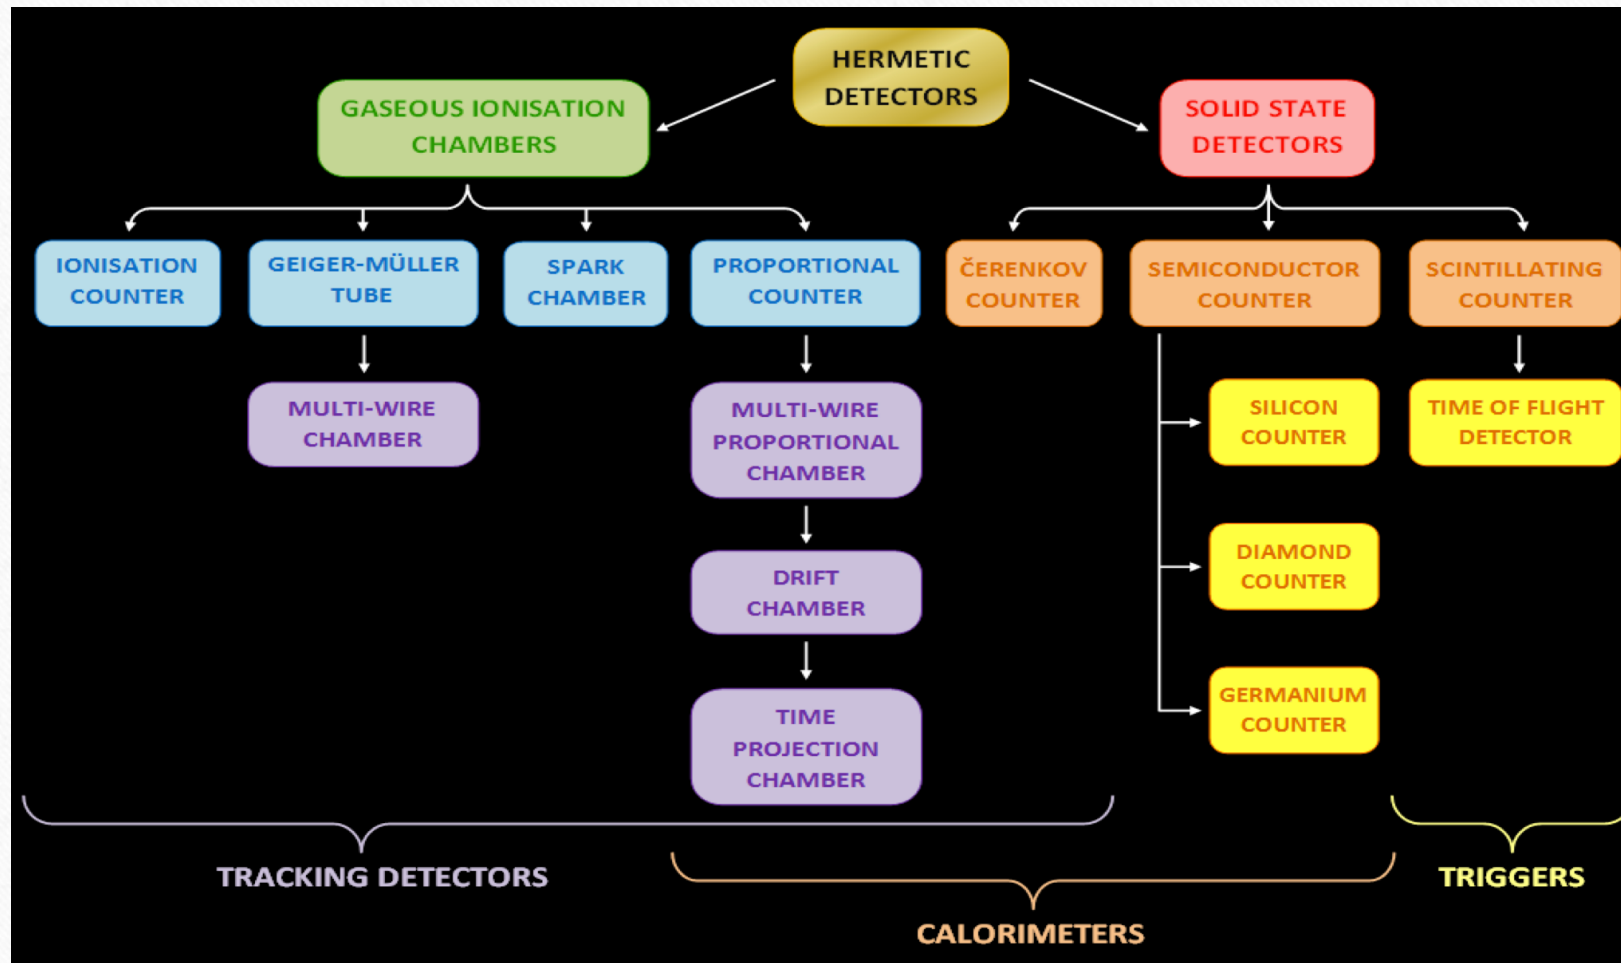 HERMETIC
DETECTORS
GASEOUS IONISATION
CHAMBERS
SOLID STATE
DETECTORS
IONISATION
COUNTER
GEIGER-MÜLLER
TUBE
SPARK
CHAMBER
PROPORTIONAL
COUNTER
ČERENKOV
COUNTER
SEMICONDUCTOR
COUNTER
SCINTILLATING
COUNTER
MULTI-WIRE
CHAMBER
MULTI-WIRE
PROPORTIONAL
CHAMBER
SILICON
COUNTER
TIME OF FLIGHT
DETECTOR
DRIFT
CHAMBER
DIAMOND
COUNTER
TIME
PROJECTION
CHAMBER
GERMANIUM
COUNTER
TRACKING DETECTORS
CALORIMETERS
TRIGGERS